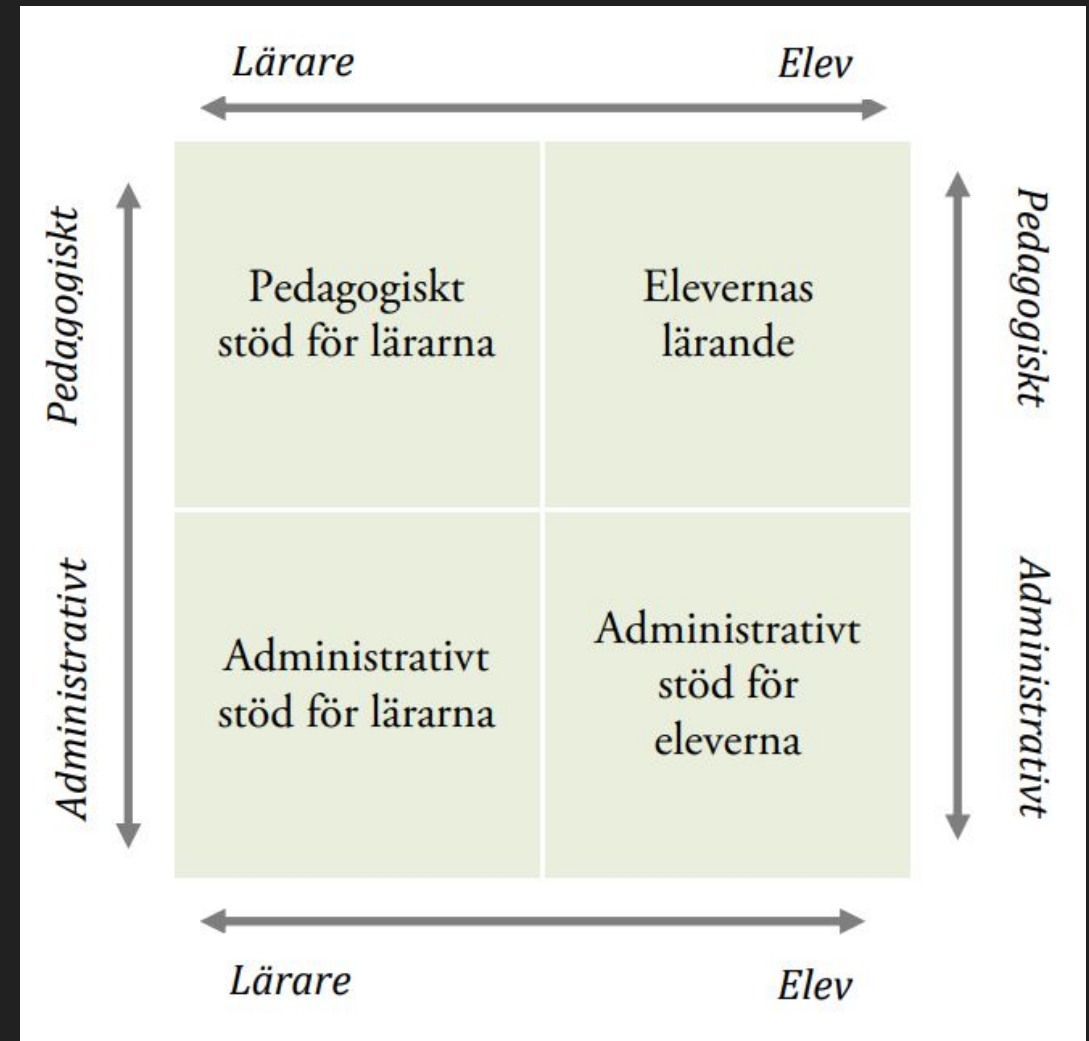 Lärare
Elev
Pedagogiskt
Pedagogiskt
stöd för lärarna
Elevernas
lärande
Pedagogiskt
Administrativt
Administrativt
stöd för lärarna
Administrativt
stöd för
eleverna
Administrativt
Lärare
Elev